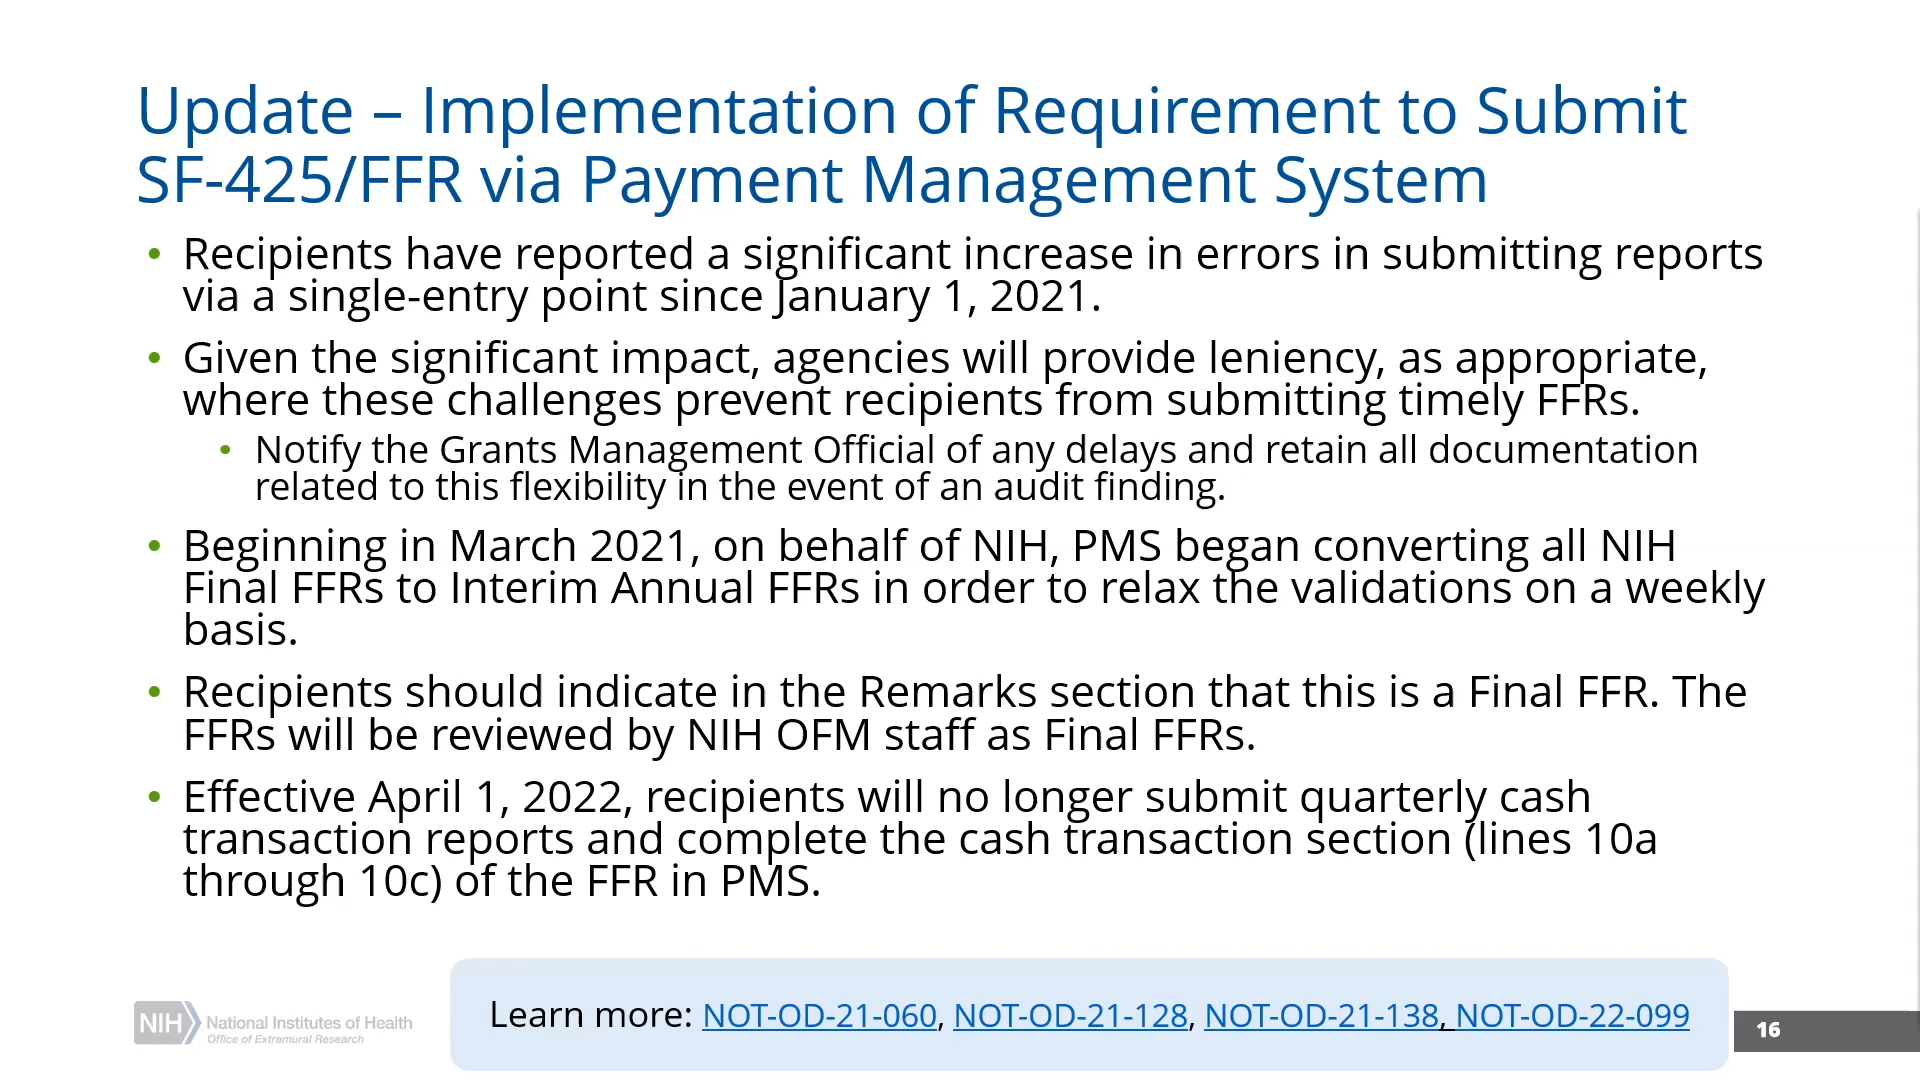 Update – Implementation of Requirement to Submit
SF-425/FFR via Payment Management System
• Recipients have reported a significant increase in errors in submitting reports
via a single-entry point since January 1, 2021.
• Given the significant impact, agencies will provide leniency, as appropriate,
where these challenges prevent recipients from submitting timely FFRs.
• Notify the Grants Management Official of any delays and retain all documentation
related to this flexibility in the event of an audit finding.
• Beginning in March 2021, on behalf of NIH, PMS began converting all NIH
Final FFRs to Interim Annual FFRs in order to relax the validations on a weekly
basis.
• Recipients should indicate in the Remarks section that this is a Final FFR. The
FFRs will be reviewed by NIH OFM staff as Final FFRs.
• Effective April 1, 2022, recipients will no longer submit quarterly cash
transaction reports and complete the cash transaction section (lines 10a
through 10c) of the FFR in PMS.
Learn more: NOT-OD-21-060, NOT-OD-21-128, NOT-OD-21-138, NOT-OD-22-099
NIH National Institutes of Health
Office of Extramural Research
16